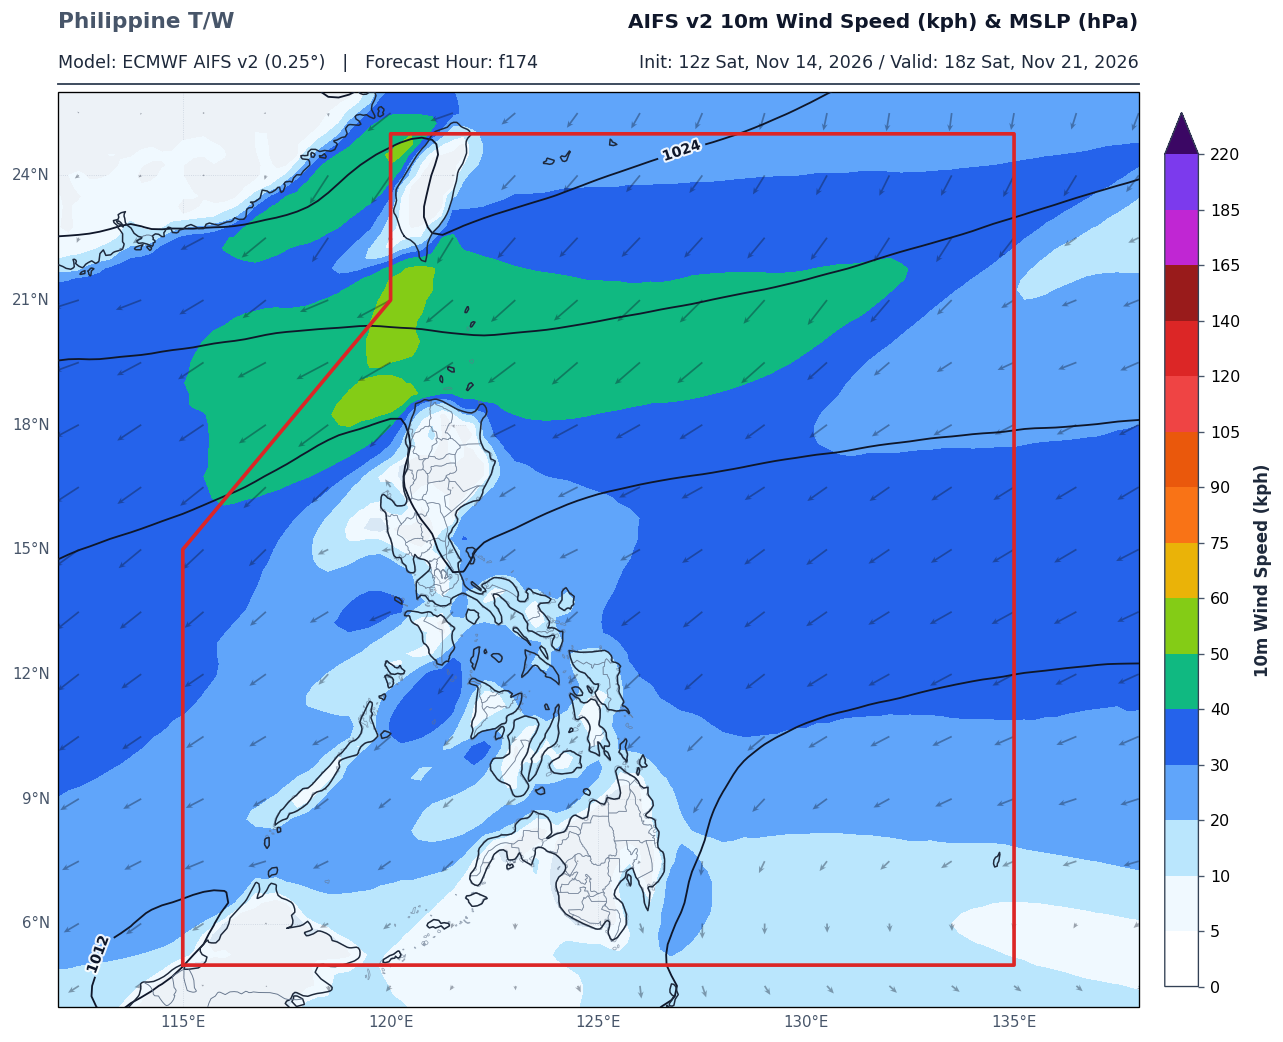 Philippine T/W
AIFS v2 10m Wind Speed (kph) & MSLP (hPa)
Model: ECMWF AIFS v2 (0.25°) | Forecast Hour: f174
Init: 12z Sat, Nov 14, 2026 / Valid: 18z Sat, Nov 21, 2026
24°N
21°N
18°N
15°N
12°N
9°N
6°N
115°E
120°E
125°E
130°E
135°E
1024
1012
220
185
165
140
120
105
90
75
60
50
40
30
20
10
5
0
10m Wind Speed (kph)